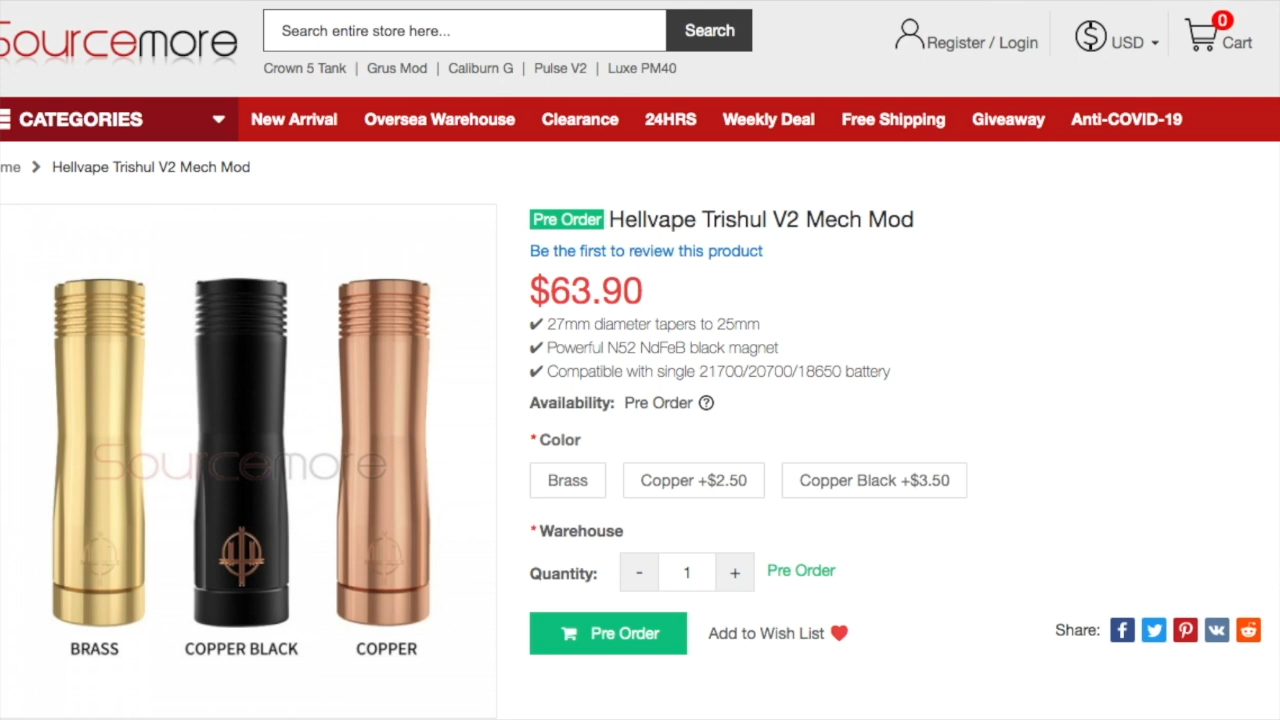 Sourcemore
Search entire store here...
Search
Register / Login
USD
0
Cart
Crown 5 Tank | Grus Mod | Caliburn G | Pulse V2 | Luxe PM40
CATEGORIES
New Arrival
Oversea Warehouse
Clearance
24HRS
Weekly Deal
Free Shipping
Giveaway
Anti-COVID-19
me > Hellvape Trishul V2 Mech Mod
Sourcemore
BRASS
COPPER BLACK
COPPER
Pre Order Hellvape Trishul V2 Mech Mod
Be the first to review this product
$63.90
✔ 27mm diameter tapers to 25mm
✔ Powerful N52 NdFeB black magnet
✔ Compatible with single 21700/20700/18650 battery
Availability: Pre Order ?
* Color
Brass
Copper +$2.50
Copper Black +$3.50
* Warehouse
Quantity: - 1 + Pre Order
Pre Order
Add to Wish List
Share: